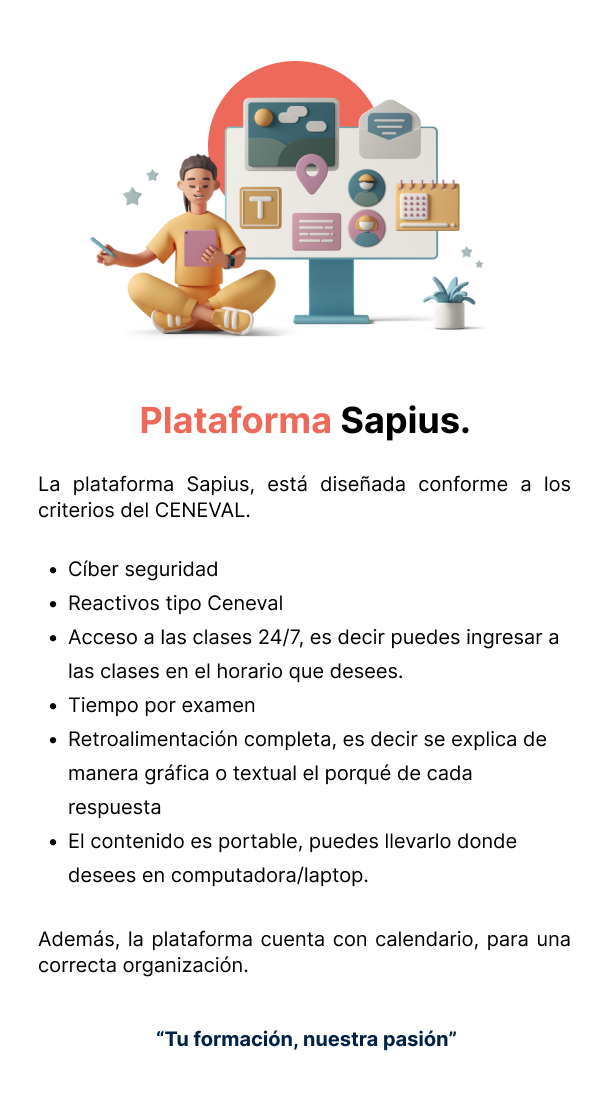 T
Plataforma Sapius.
La plataforma Sapius, está diseñada conforme a los
criterios del CENEVAL.
• Cíber seguridad
• Reactivos tipo Ceneval
• Acceso a las clases 24/7, es decir puedes ingresar a
las clases en el horario que desees.
• Tiempo por examen
• Retroalimentación completa, es decir se explica de
manera gráfica o textual el porqué de cada
respuesta
• El contenido es portable, puedes llevarlo donde
desees en computadora/laptop.
Además, la plataforma cuenta con calendario, para una
correcta organización.
“Tu formación, nuestra pasión”